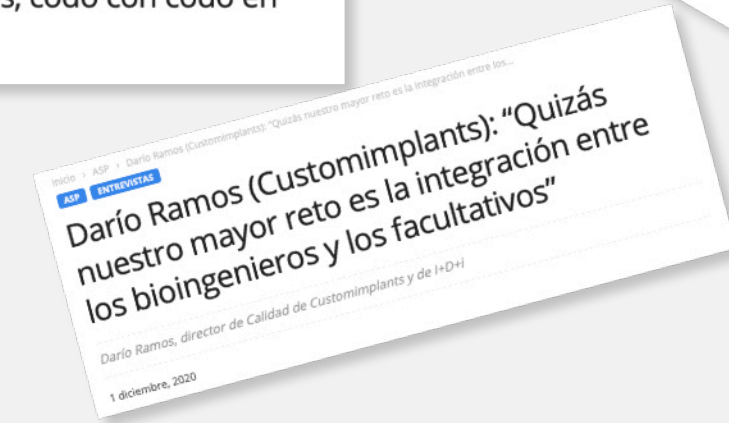 s, codo con codo en
Inicio › ASP › Darío Ramos (Customimplants): "Quizás nuestro mayor reto es la integración entre los...
ASP ENTREVISTAS
Darío Ramos (Customimplants): “Quizás
nuestro mayor reto es la integración entre
los bioingenieros y los facultativos”
Darío Ramos, director de Calidad de Customimplants y de I+D+i
1 diciembre, 2020